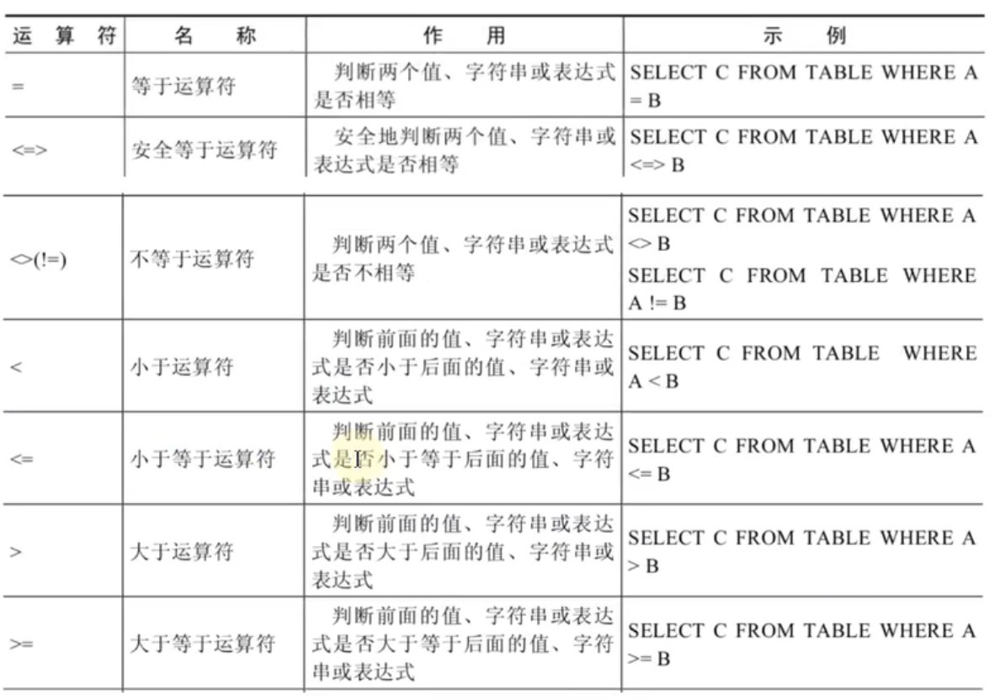 运 算 符 名 称 作 用 示 例
= 等于运算符 判断两个值、字符串或表达式 SELECT C FROM TABLE WHERE A
是否相等 = B
<=> 安全等于运算符 安全地判断两个值、字符串或 SELECT C FROM TABLE WHERE A
表达式是否相等 <=> B
<>(!=) 不等于运算符 判断两个值、字符串或表达式 SELECT C FROM TABLE WHERE A
是否不相等 <> B
SELECT C FROM TABLE WHERE
A != B
< 小于运算符 判断前面的值、字符串或表达 SELECT C FROM TABLE WHERE
式是否小于后面的值、字符串或 A < B
表达式
<= 小于等于运算符 判断前面的值、字符串或表达 SELECT C FROM TABLE WHERE A
式是否小于等于后面的值、字符 <= B
串或表达式
> 大于运算符 判断前面的值、字符串或表达 SELECT C FROM TABLE WHERE A
式是否大于后面的值、字符串或 > B
表达式
>= 大于等于运算符 判断前面的值、字符串或表达 SELECT C FROM TABLE WHERE A
式是否大于等于后面的值、字符 >= B
串或表达式